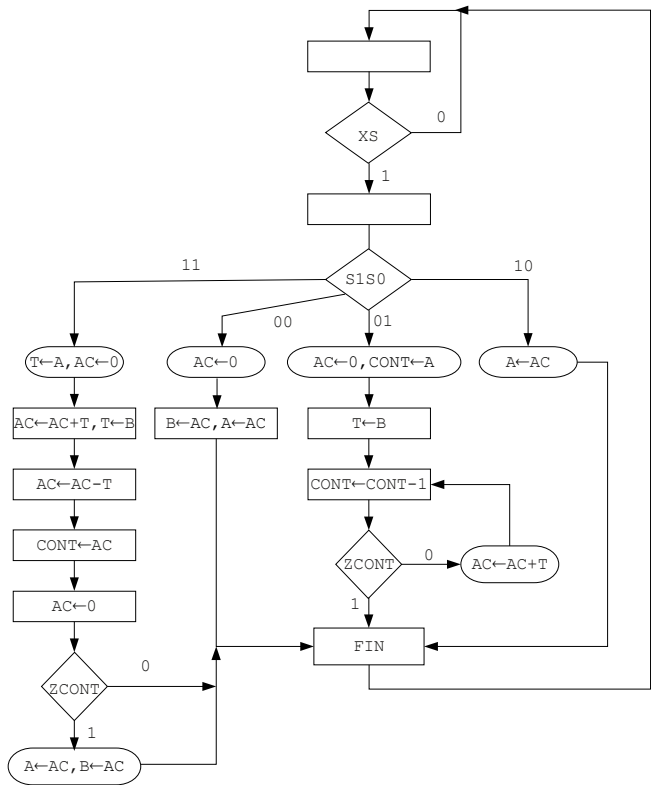 0
XS
1
S1S0
11
10
00
01
T←A,AC←0
AC←0
AC←0,CONT←A
A←AC
AC←AC+T,T←B
B←AC,A←AC
T←B
AC←AC-T
CONT←CONT-1
CONT←AC
ZCONT
0
AC←AC+T
AC←0
1
FIN
ZCONT
0
1
A←AC,B←AC